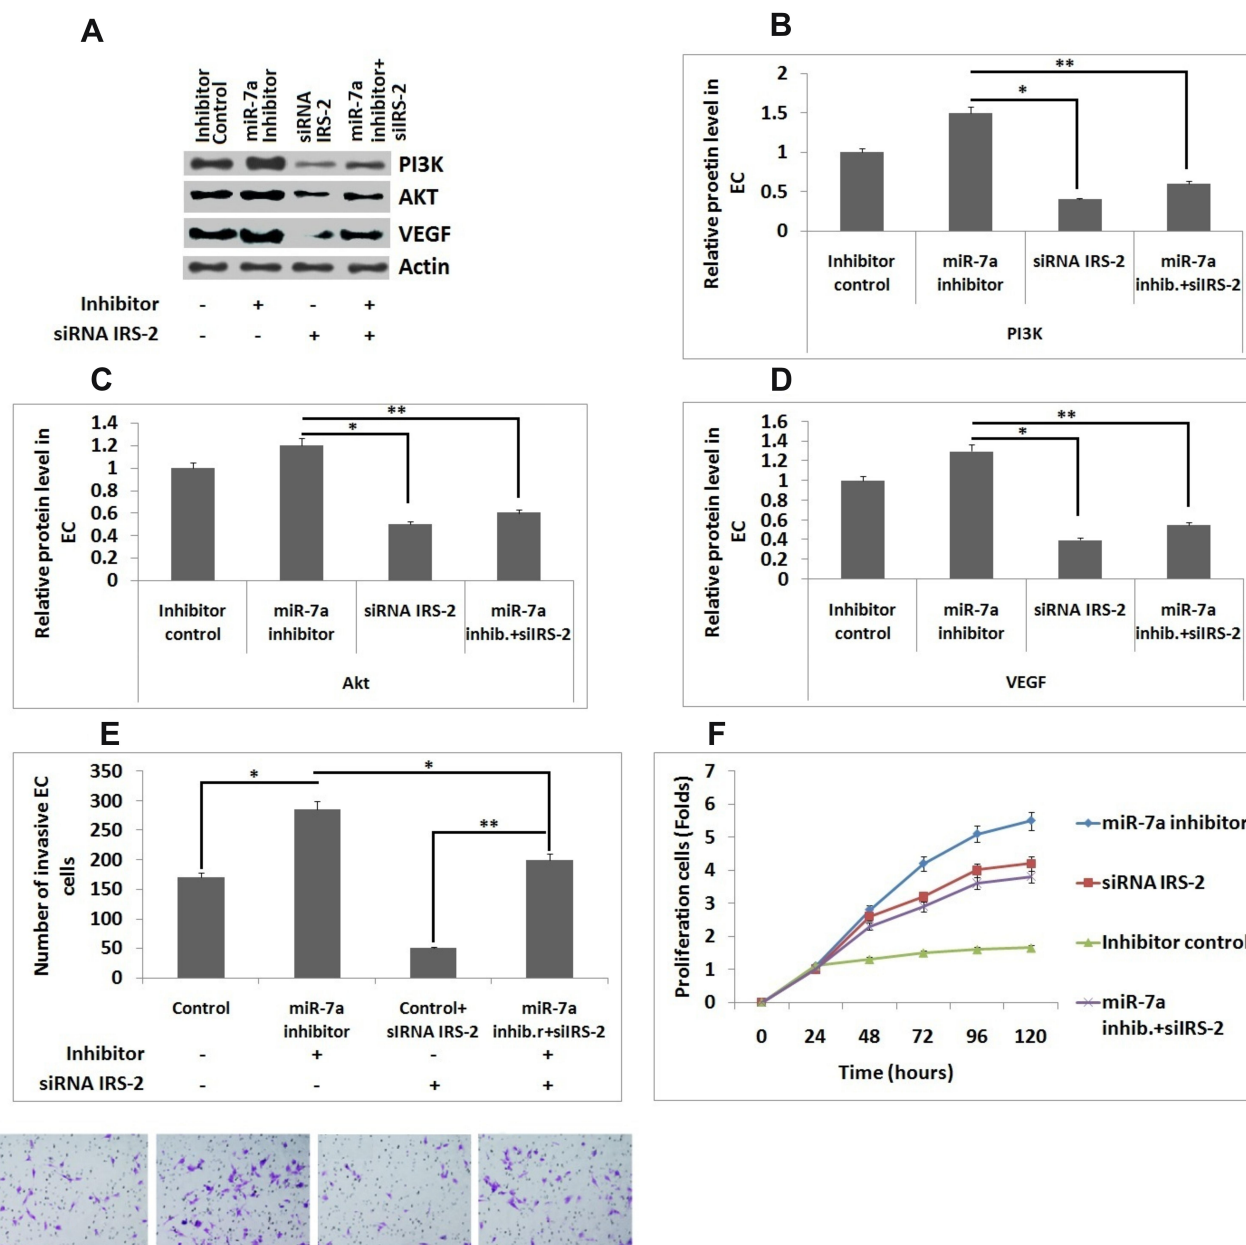 A
Inhibitor
Control
miR-7a
Inhibitor
siRNA
IRS-2
miR-7a
inhibitor+
siIRS-2
PI3K
AKT
VEGF
Actin
Inhibitor - + - +
siRNA IRS-2 - - + +
B
Relative proetin level in
EC
2
1.5
1
0.5
0
**
*
Inhibitor
control
miR-7a
inhibitor
siRNA IRS-2
miR-7a
inhib.+siIRS-2
PI3K
C
Relative protein level in
EC
1.4
1.2
1
0.8
0.6
0.4
0.2
0
**
*
Inhibitor
control
miR-7a
inhibitor
siRNA IRS-2
miR-7a
inhib.+siIRS-2
Akt
D
Relative protein level in
EC
1.6
1.4
1.2
1
0.8
0.6
0.4
0.2
0
**
*
Inhibitor
control
miR-7a
inhibitor
siRNA IRS-2
miR-7a
inhib.+siIRS-2
VEGF
E
Number of invasive EC
cells
350
300
250
200
150
100
50
0
*
*
**
Control
miR-7a
inhibitor
Control+
siRNA IRS-2
miR-7a
inhib.r+siIRS-2
Inhibitor - + - +
siRNA IRS-2 - - + +
F
Proliferation cells (Folds)
7
6
5
4
3
2
1
0
0 24 48 72 96 120
Time (hours)
miR-7a inhibitor
siRNA IRS-2
Inhibitor control
miR-7a
inhib.+siIRS-2